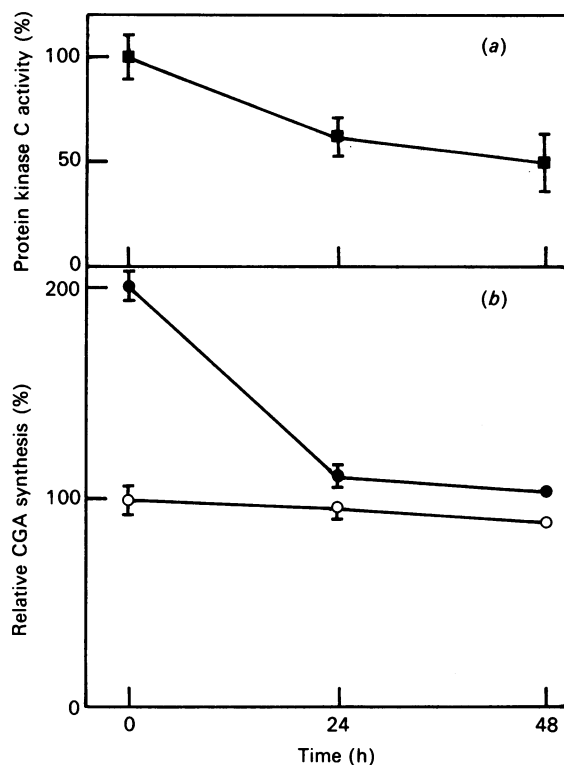 Protein kinase C activity (%)
100
50
0
(a)
Relative CGA synthesis (%)
200
100
0
(b)
0 24 48
Time (h)